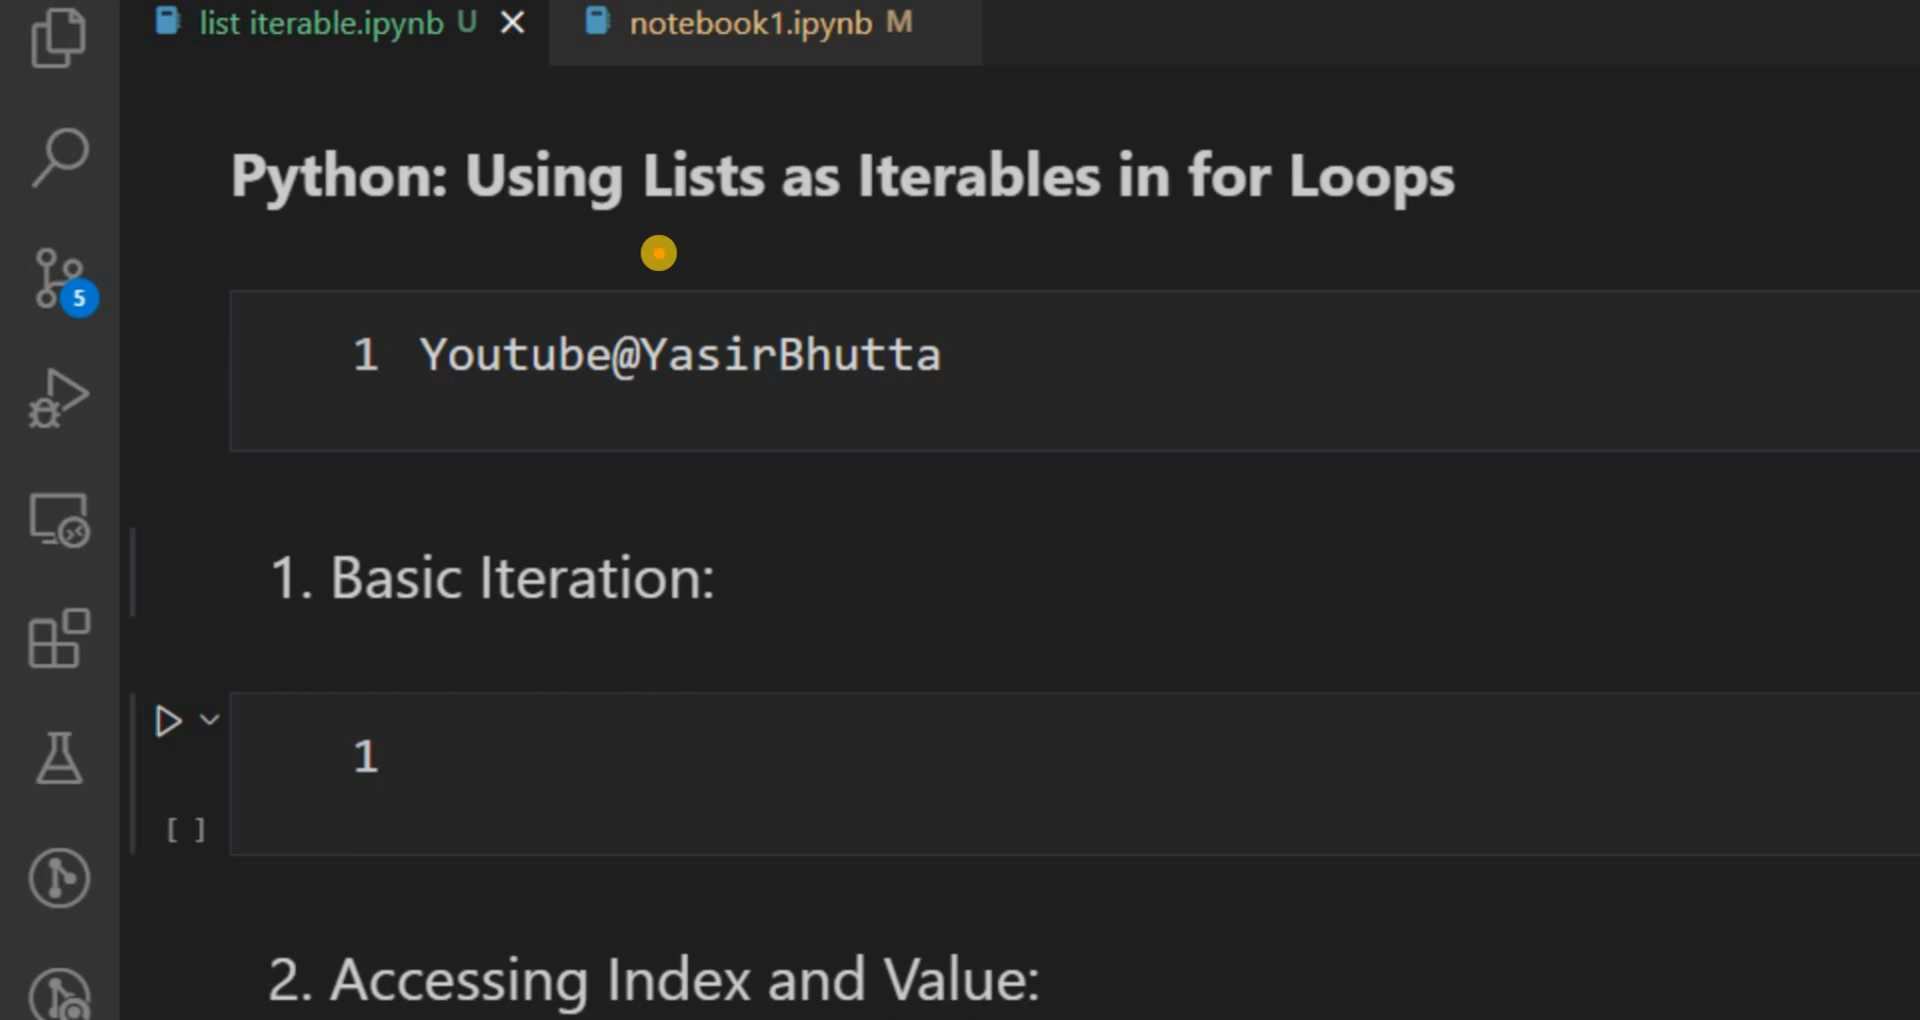 list iterable.ipynb U
notebook1.ipynb M
Python: Using Lists as Iterables in for Loops
5
1 Youtube@YasirBhutta
1. Basic Iteration:
1
[ ]
2. Accessing Index and Value: